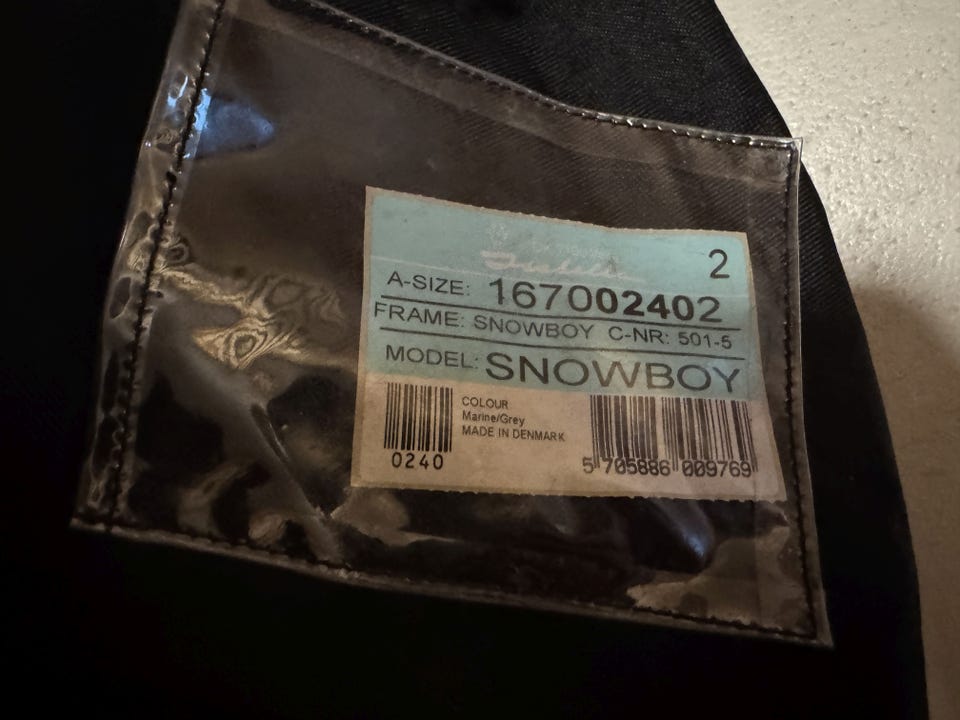 2
A-SIZE: 167002402
FRAME: SNOWBOY C-NR: 501-5
MODEL: SNOWBOY
COLOUR
Marine/Grey
MADE IN DENMARK
0240
5 705886 009769